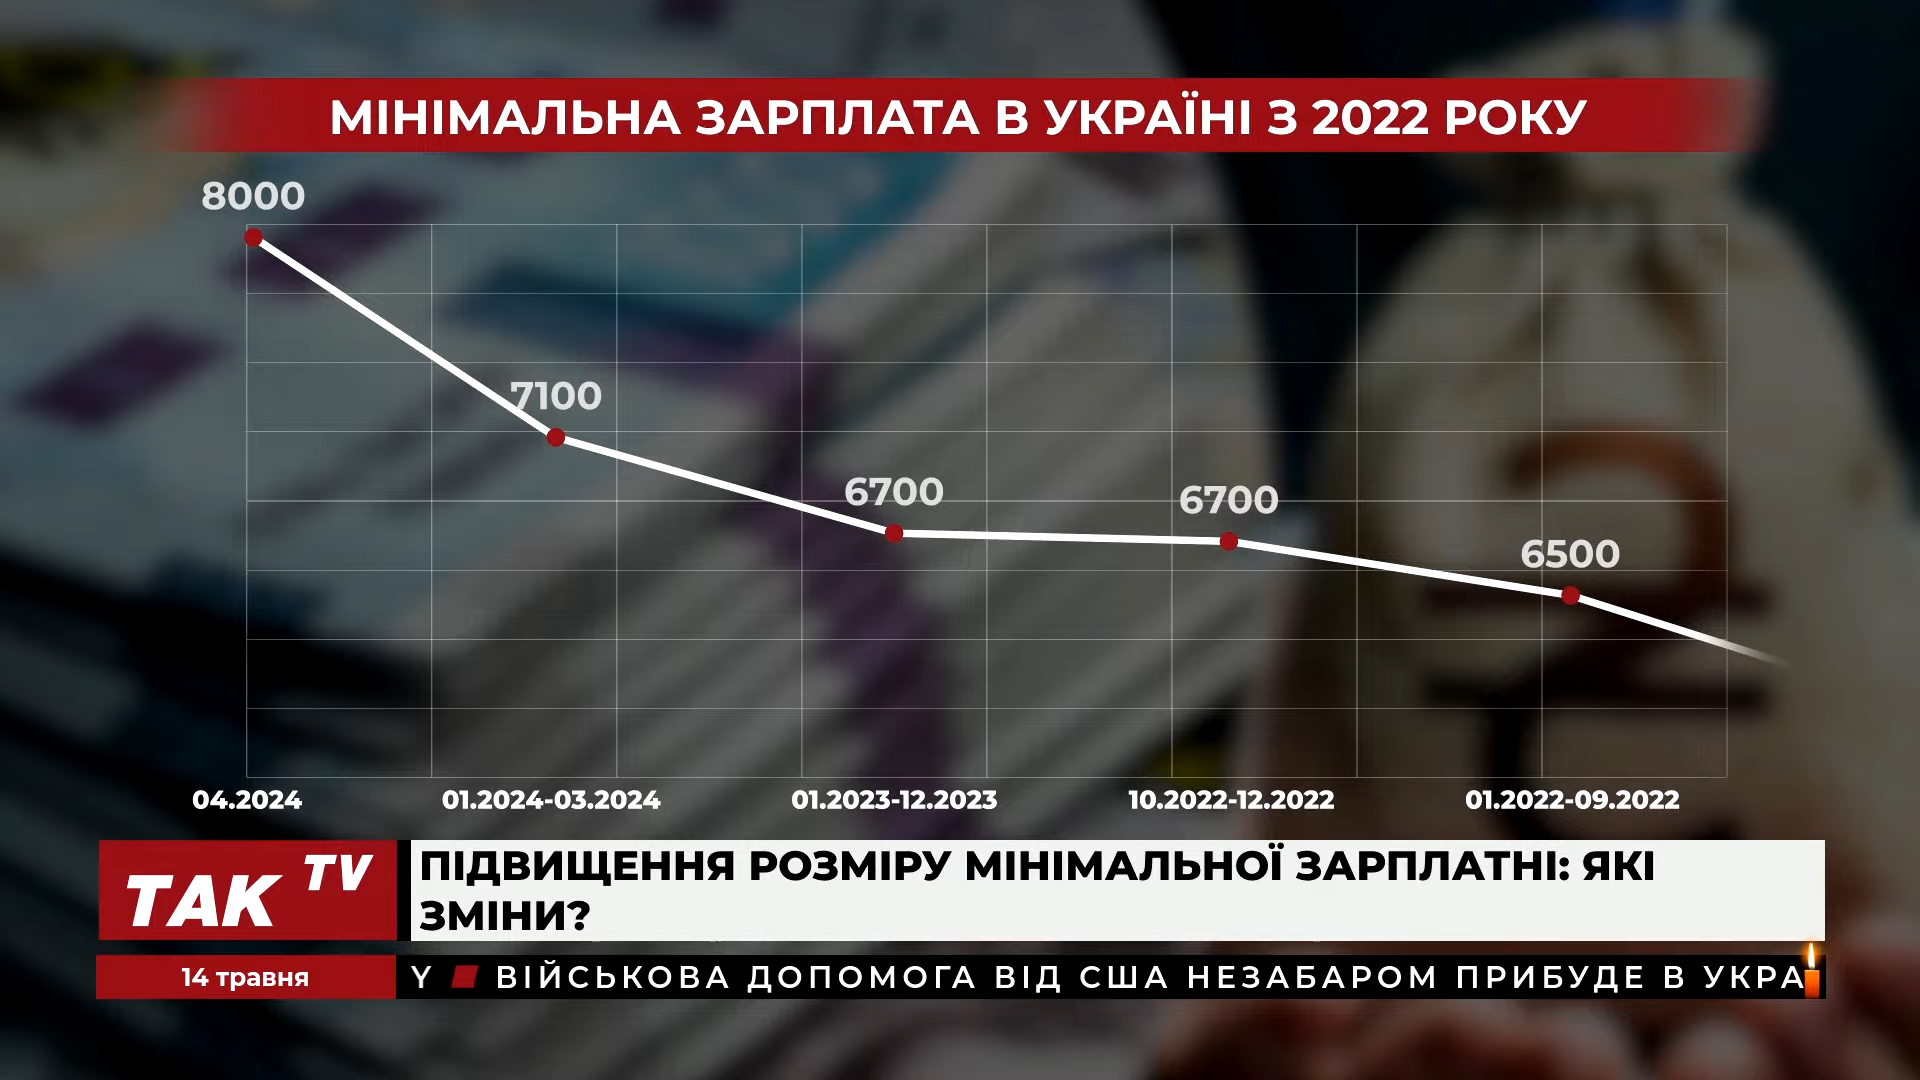 МІНІМАЛЬНА ЗАРПЛАТА В УКРАЇНІ З 2022 РОКУ
8000
7100
6700
6700
6500
04.2024
01.2024-03.2024
01.2023-12.2023
10.2022-12.2022
01.2022-09.2022
ТАК TV
ПІДВИЩЕННЯ РОЗМІРУ МІНІМАЛЬНОЇ ЗАРПЛАТНІ: ЯКІ
ЗМІНИ?
14 травня
У ВІЙСЬКОВА ДОПОМОГА ВІД США НЕЗАБАРОМ ПРИБУДЕ В УКРА